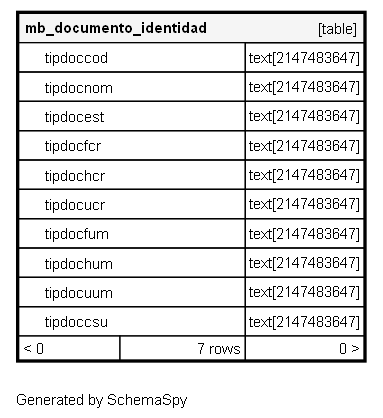 mb_documento_identidad [table]
tipdoccod text[2147483647]
tipdocnom text[2147483647]
tipdocest text[2147483647]
tipdocfcr text[2147483647]
tipdochcr text[2147483647]
tipdocucr text[2147483647]
tipdocfum text[2147483647]
tipdochum text[2147483647]
tipdocuum text[2147483647]
tipdoccsu text[2147483647]
< 0 7 rows 0 >
Generated by SchemaSpy